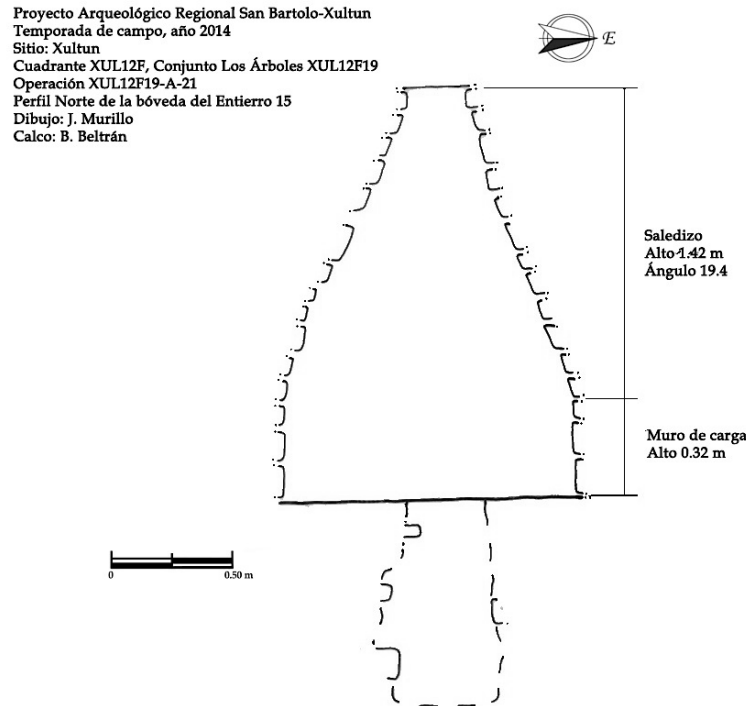 Proyecto Arqueológico Regional San Bartolo-Xultun
Temporada de campo, año 2014
Sitio: Xultun
Cuadrante XUL12F, Conjunto Los Árboles XUL12F19
Operación XUL12F19-A-21
Perfil Norte de la bóveda del Entierro 15
Dibujo: J. Murillo
Calco: B. Beltrán
E
Saledizo
Alto 1.42 m
Ángulo 19.4
Muro de carga
Alto 0.32 m
0 0.50 m